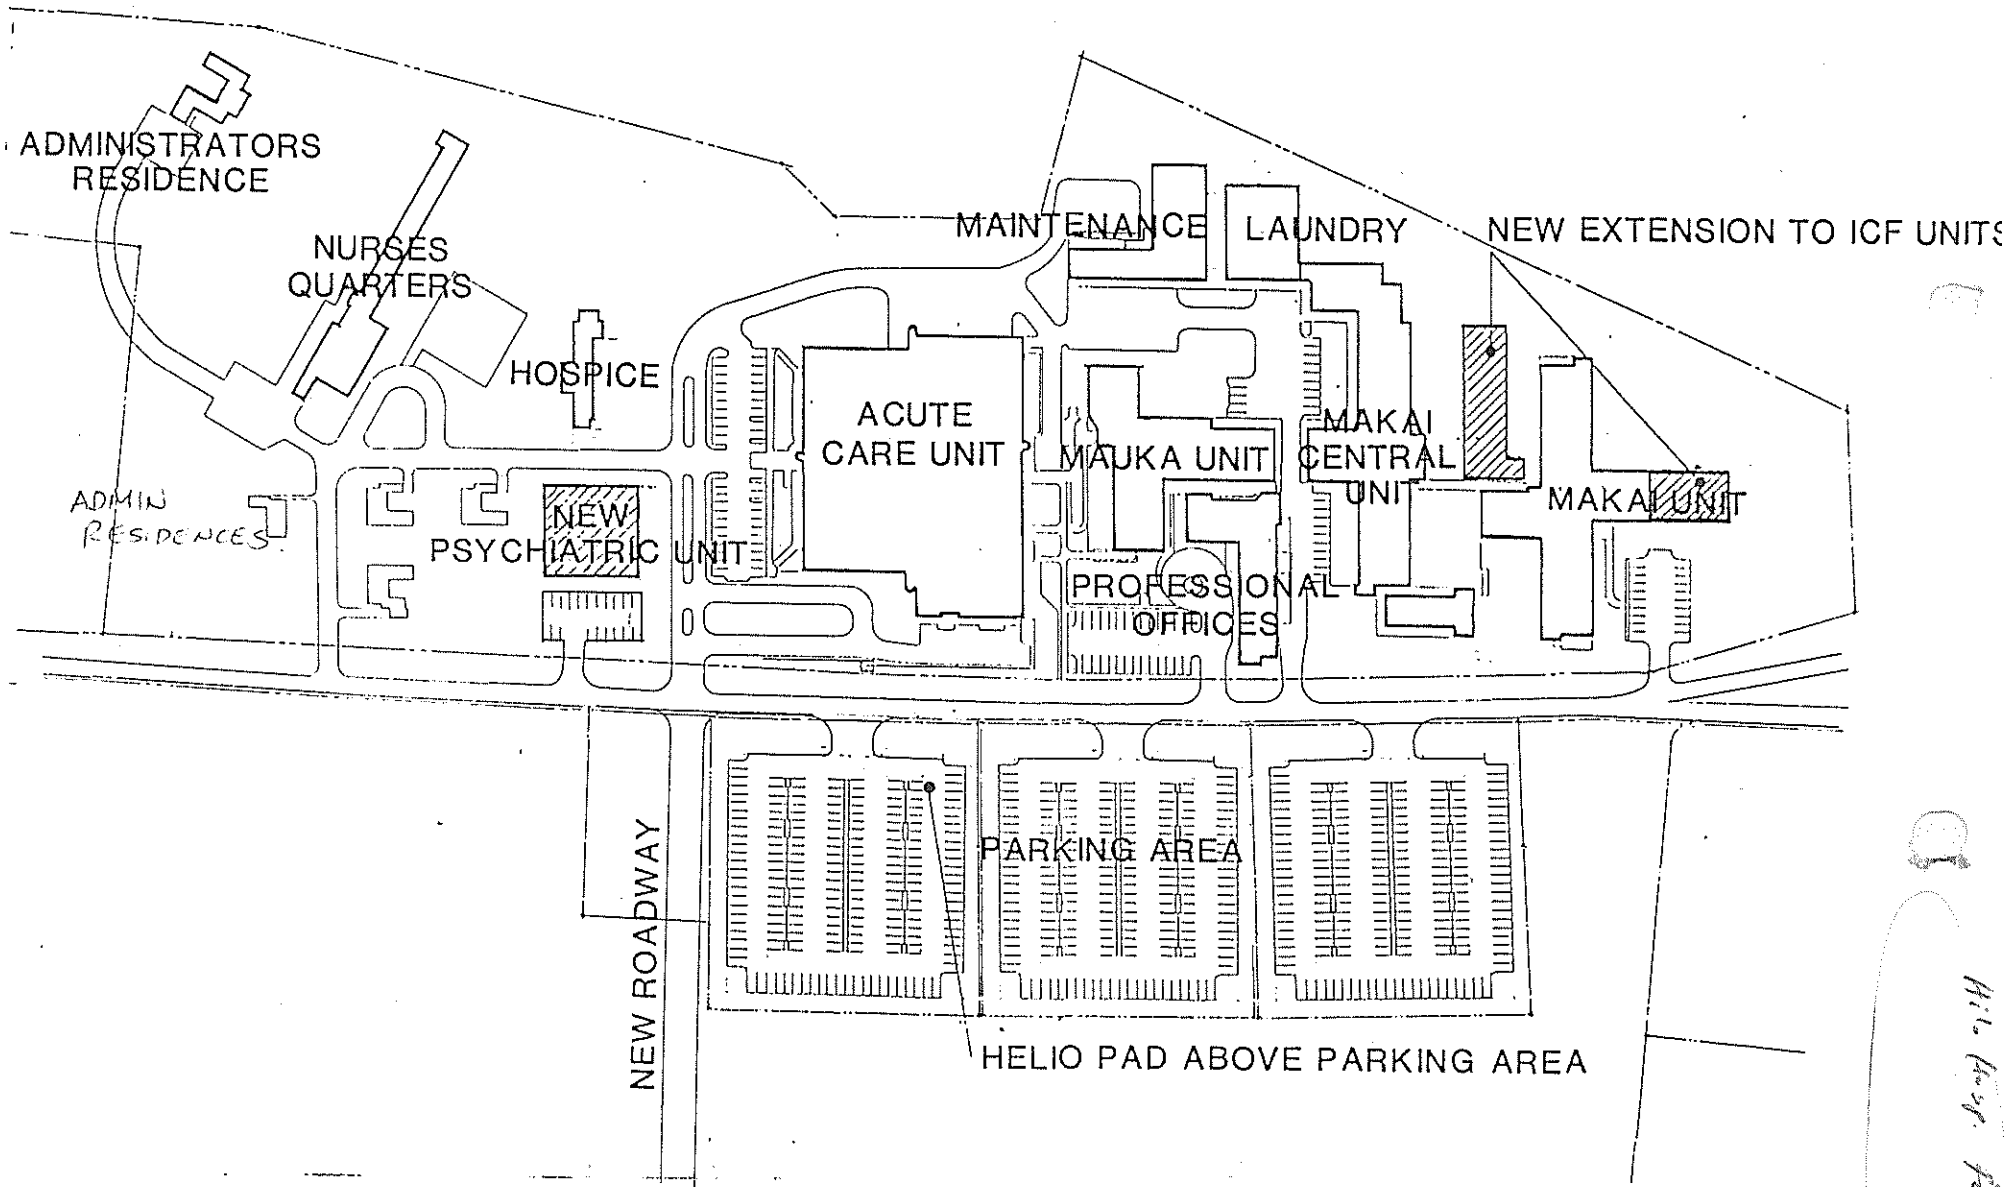 ADMINISTRATORS
RESIDENCE
NURSES
QUARTERS
MAINTENANCE
LAUNDRY
NEW EXTENSION TO ICF UNITS
HOSPICE
ACUTE
CARE UNIT
MAUKA UNIT
MAKAI
CENTRAL
UNIT
MAKAI UNIT
ADMIN
RESIDENCES
NEW
PSYCHIATRIC UNIT
PROFESSIONAL
OFFICES
PARKING AREA
NEW ROADWAY
HELIO PAD ABOVE PARKING AREA
Hilo Hosp.